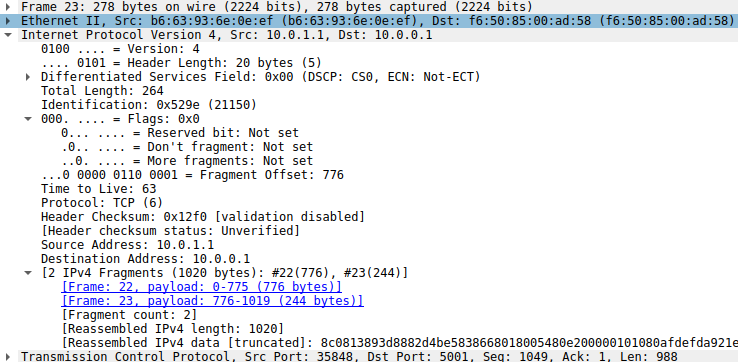 Frame 23: 278 bytes on wire (2224 bits), 278 bytes captured (2224 bits)
Ethernet II, Src: b6:63:93:6e:0e:ef (b6:63:93:6e:0e:ef), Dst: f6:50:85:00:ad:58 (f6:50:85:00:ad:58)
Internet Protocol Version 4, Src: 10.0.1.1, Dst: 10.0.0.1
0100 .... = Version: 4
.... 0101 = Header Length: 20 bytes (5)
Differentiated Services Field: 0x00 (DSCP: CS0, ECN: Not-ECT)
Total Length: 264
Identification: 0x529e (21150)
000. .... = Flags: 0x0
0... .... = Reserved bit: Not set
.0.. .... = Don't fragment: Not set
..0. .... = More fragments: Not set
...0 0000 0110 0001 = Fragment Offset: 776
Time to Live: 63
Protocol: TCP (6)
Header Checksum: 0x12f0 [validation disabled]
[Header checksum status: Unverified]
Source Address: 10.0.1.1
Destination Address: 10.0.0.1
[2 IPv4 Fragments (1020 bytes): #22(776), #23(244)]
[Frame: 22, payload: 0-775 (776 bytes)]
[Frame: 23, payload: 776-1019 (244 bytes)]
[Fragment count: 2]
[Reassembled IPv4 length: 1020]
[Reassembled IPv4 data [truncated]: 8c0813893d8882d4be5838668018005480e200000101080afdefda921e
Transmission Control Protocol, Src Port: 35848, Dst Port: 5001, Seq: 1049, Ack: 1, Len: 988